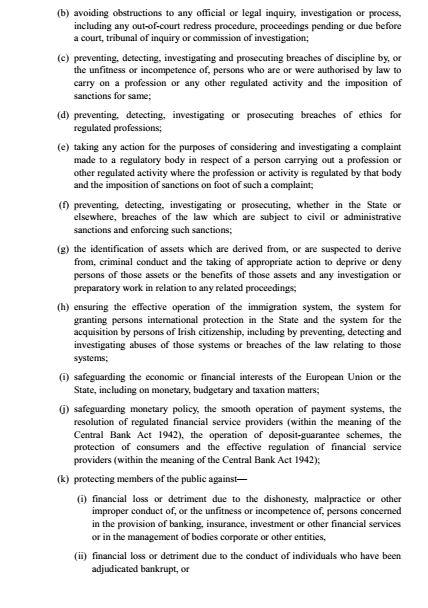 (b) avoiding obstructions to any official or legal inquiry, investigation or process,
including any out-of-court redress procedure, proceedings pending or due before
a court, tribunal of inquiry or commission of investigation;
(c) preventing, detecting, investigating and prosecuting breaches of discipline by, or
the unfitness or incompetence of, persons who are or were authorised by law to
carry on a profession or any other regulated activity and the imposition of
sanctions for same;
(d) preventing, detecting, investigating or prosecuting breaches of ethics for
regulated professions;
(e) taking any action for the purposes of considering and investigating a complaint
made to a regulatory body in respect of a person carrying out a profession or
other regulated activity where the profession or activity is regulated by that body
and the imposition of sanctions on foot of such a complaint;
(f) preventing, detecting, investigating or prosecuting, whether in the State or
elsewhere, breaches of the law which are subject to civil or administrative
sanctions and enforcing such sanctions;
(g) the identification of assets which are derived from, or are suspected to derive
from, criminal conduct and the taking of appropriate action to deprive or deny
persons of those assets or the benefits of those assets and any investigation or
preparatory work in relation to any related proceedings;
(h) ensuring the effective operation of the immigration system, the system for
granting persons international protection in the State and the system for the
acquisition by persons of Irish citizenship, including by preventing, detecting and
investigating abuses of those systems or breaches of the law relating to those
systems;
(i) safeguarding the economic or financial interests of the European Union or the
State, including on monetary, budgetary and taxation matters;
(j) safeguarding monetary policy, the smooth operation of payment systems, the
resolution of regulated financial service providers (within the meaning of the
Central Bank Act 1942), the operation of deposit-guarantee schemes, the
protection of consumers and the effective regulation of financial service
providers (within the meaning of the Central Bank Act 1942);
(k) protecting members of the public against—
(i) financial loss or detriment due to the dishonesty, malpractice or other
improper conduct of, or the unfitness or incompetence of, persons concerned
in the provision of banking, insurance, investment or other financial services
or in the management of bodies corporate or other entities,
(ii) financial loss or detriment due to the conduct of individuals who have been
adjudicated bankrupt, or